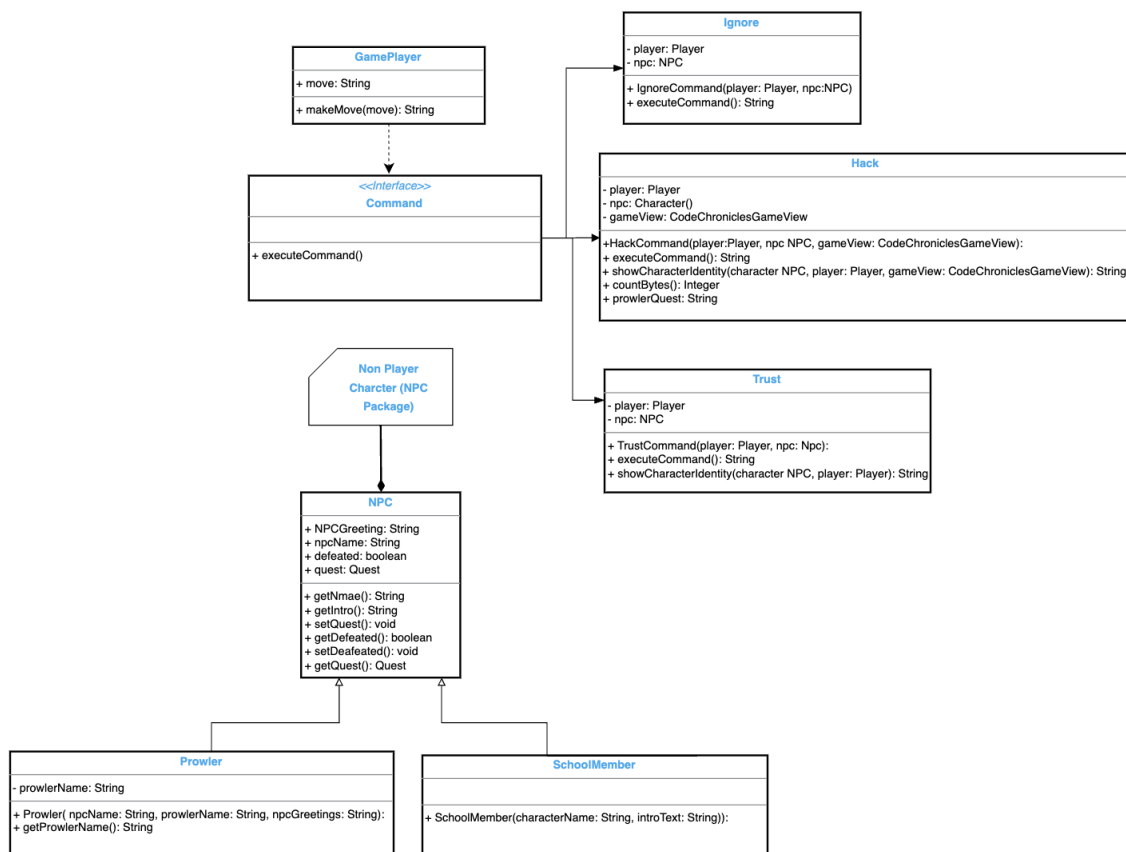 GamePlayer
+ move: String
+ makeMove(move): String
<<Interface>>
Command
+ executeCommand()
Ignore
- player: Player
- npc: NPC
+ IgnoreCommand(player: Player, npc:NPC)
+ executeCommand(): String
Hack
- player: Player
- npc: Character()
- gameView: CodeChroniclesGameView
+HackCommand(player:Player, npc NPC, gameView: CodeChroniclesGameView):
+ executeCommand(): String
+ showCharacterIdentity(character NPC, player: Player, gameView: CodeChroniclesGameView): String
+ countBytes(): Integer
+ prowlerQuest: String
Trust
- player: Player
- npc: NPC
+ TrustCommand(player: Player, npc: Npc):
+ executeCommand(): String
+ showCharacterIdentity(character NPC, player: Player): String
Non Player
Charcter (NPC
Package)
NPC
+ NPCGreeting: String
+ npcName: String
+ defeated: boolean
+ quest: Quest
+ getNmae(): String
+ getIntro(): String
+ setQuest(): void
+ getDefeated(): boolean
+ setDeafeated(): void
+ getQuest(): Quest
Prowler
- prowlerName: String
+ Prowler( npcName: String, prowlerName: String, npcGreetings: String):
+ getProwlerName(): String
SchoolMember
+ SchoolMember(characterName: String, introText: String)):